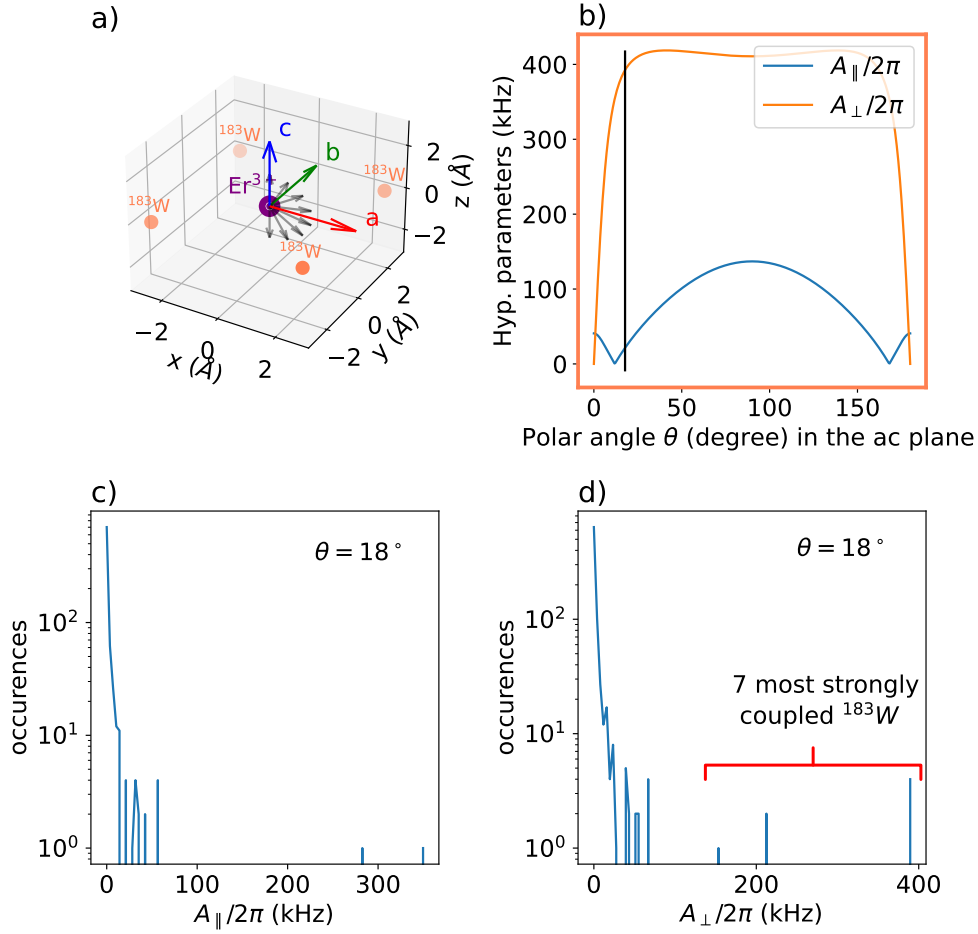 a)
¹⁸³W
c
b
¹⁸³W
¹⁸³W
Er³
a
¹⁸³W
2
0
−2
z (Å)
−2
0
2
x (Å)
−2
0
2
y (Å)
b)
A∥/2π
A⊥/2π
400
300
200
100
0
Hyp. parameters (kHz)
0
50
100
150
Polar angle θ (degree) in the ac plane
c)
θ = 18°
10²
10¹
10⁰
occurences
0
100
200
300
A∥/2π (kHz)
d)
θ = 18°
7 most strongly
coupled ¹⁸³W
10²
10¹
10⁰
occurences
0
200
400
A⊥/2π (kHz)